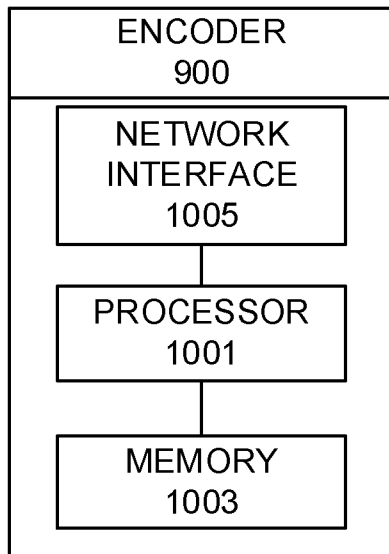 ENCODER
900
NETWORK
INTERFACE
1005
PROCESSOR
1001
MEMORY
1003